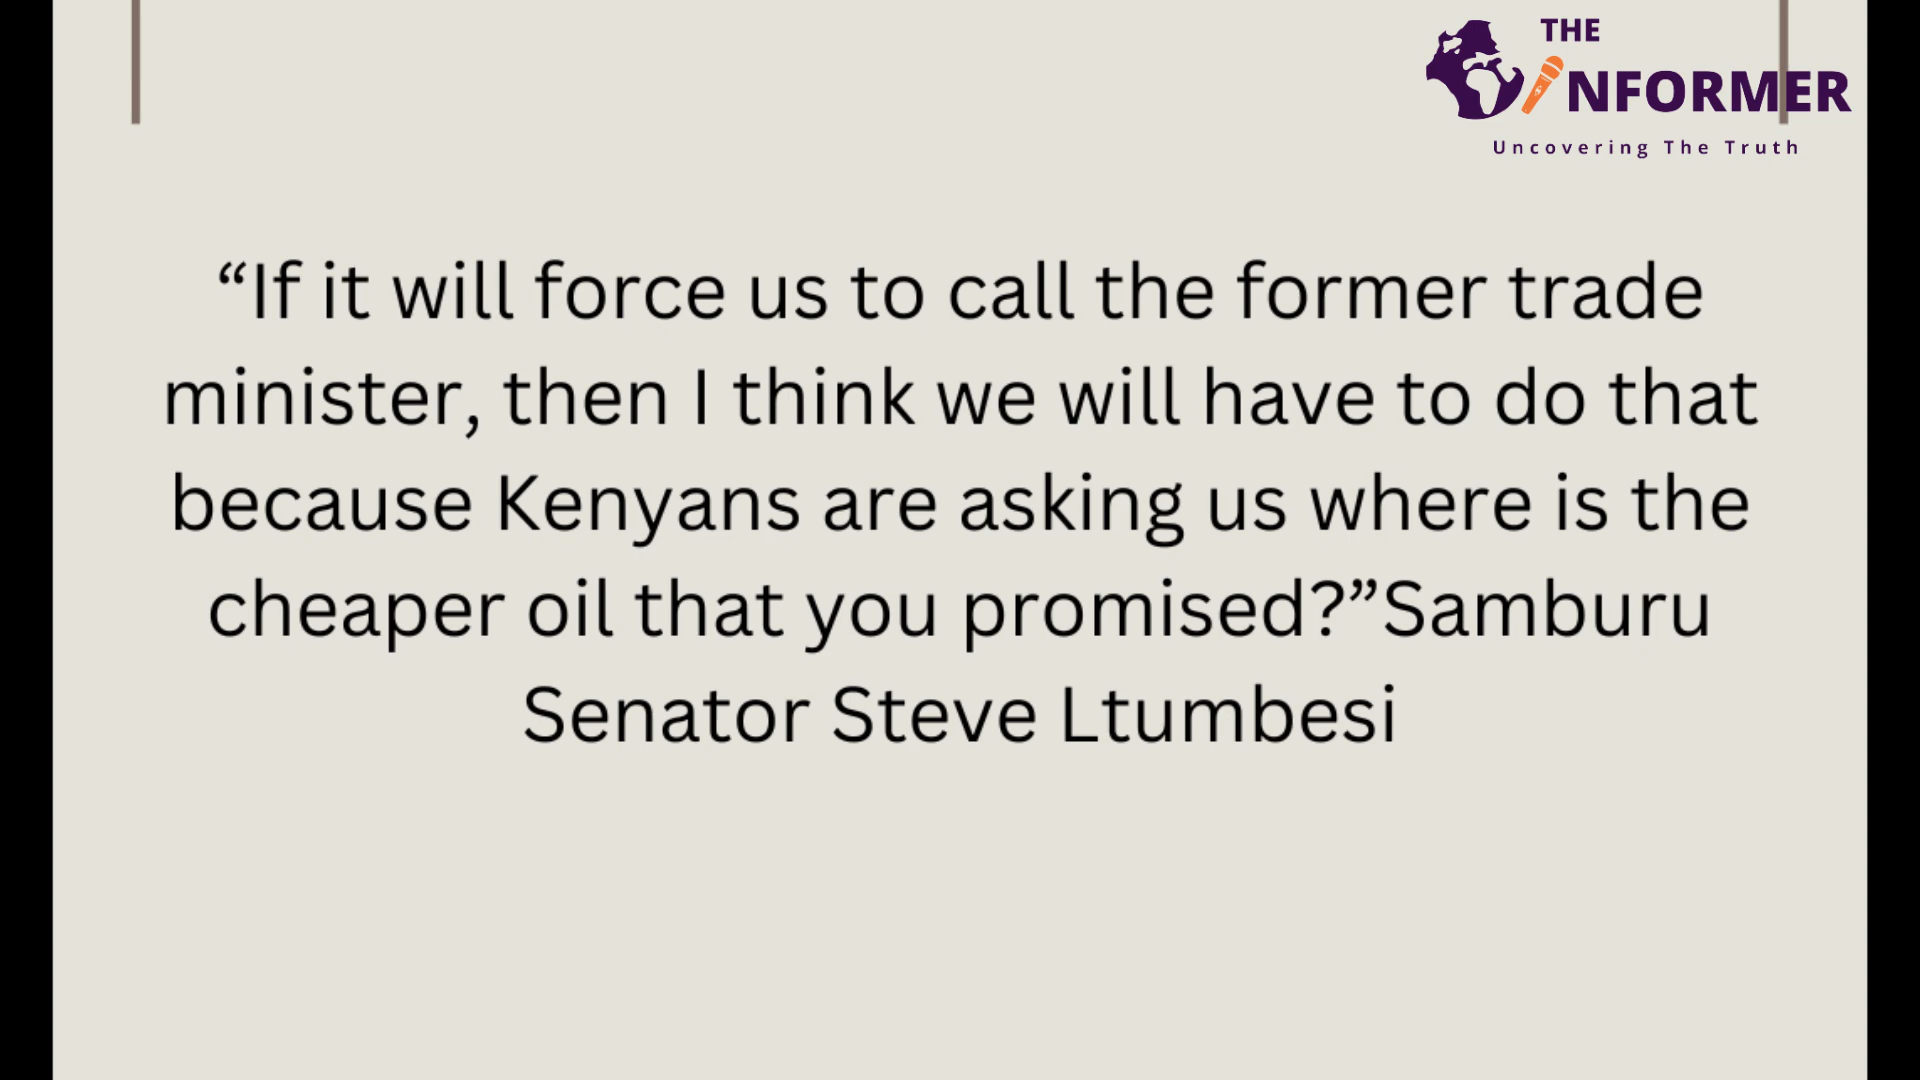 THE
INFORMER
Uncovering The Truth
“If it will force us to call the former trade
minister, then I think we will have to do that
because Kenyans are asking us where is the
cheaper oil that you promised?”Samburu
Senator Steve Ltumbesi